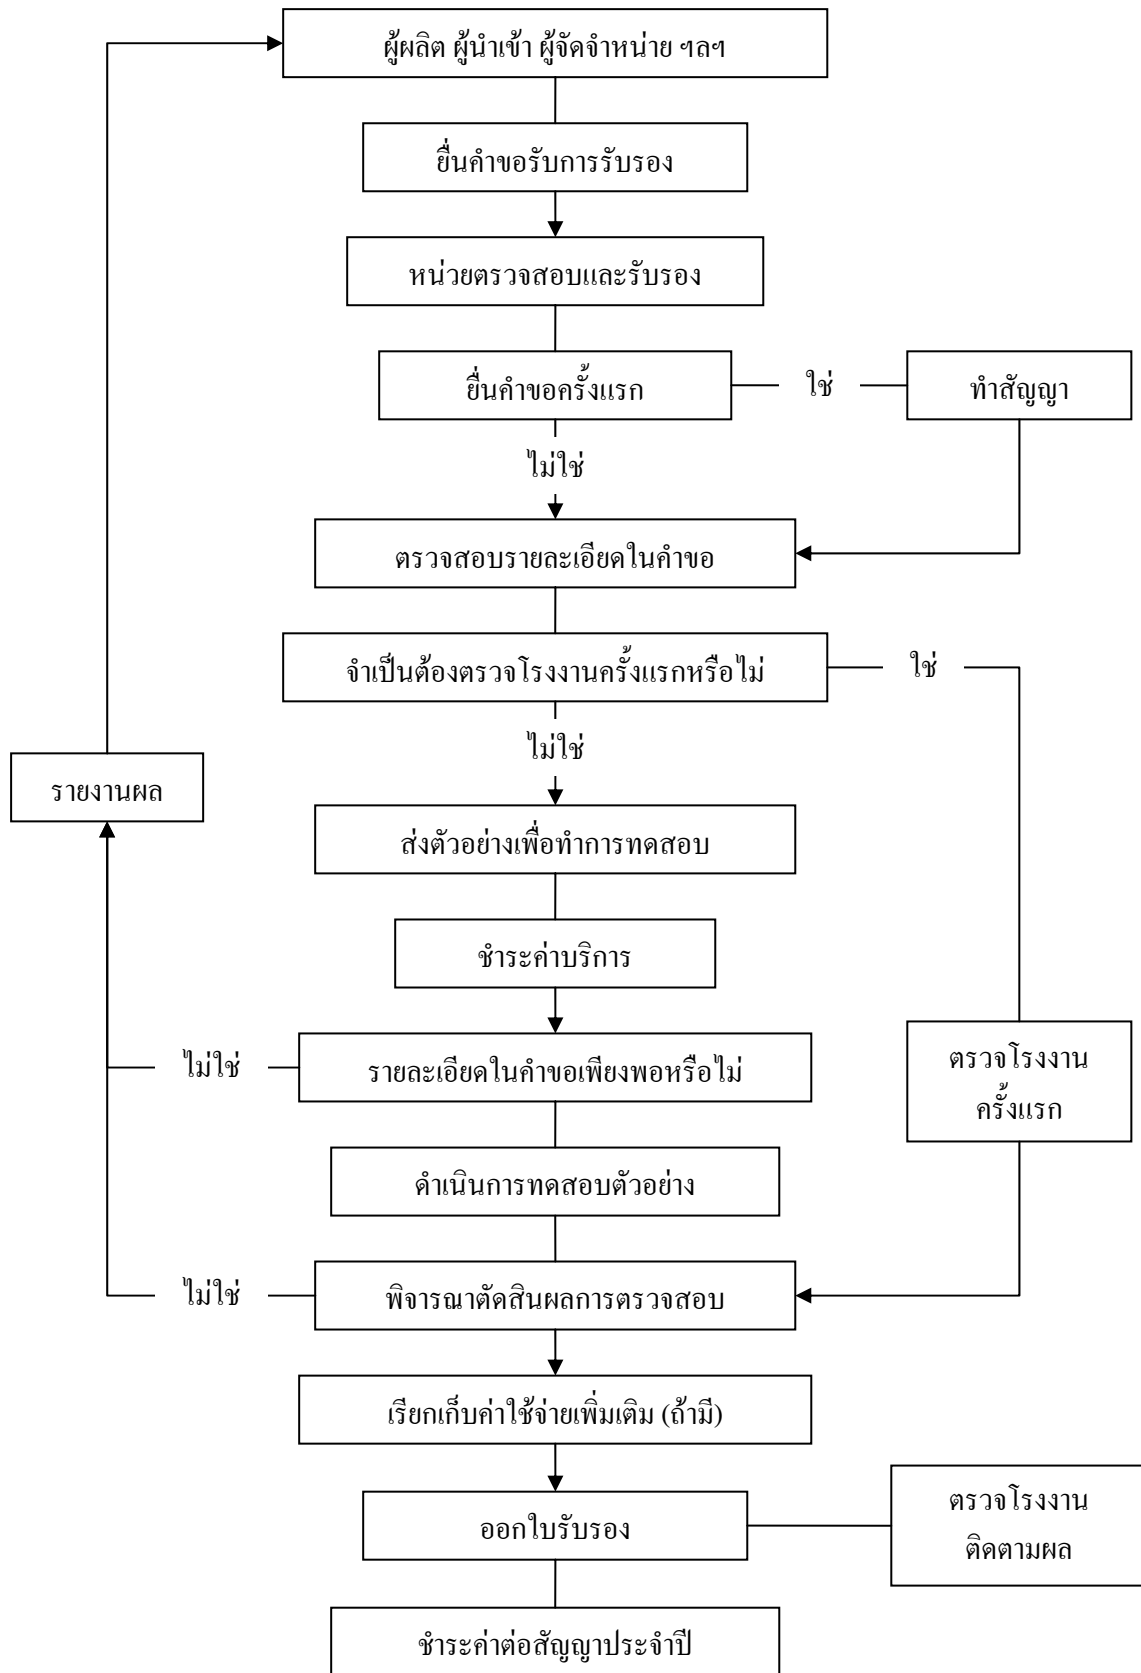 ผู้ผลิต ผู้นำเข้า ผู้จัดจำหน่าย ฯลฯ
ยื่นคำขอรับการรับรอง
หน่วยตรวจสอบและรับรอง
ยื่นคำขอครั้งแรก
ใช่
ทำสัญญา
ไม่ใช่
ตรวจสอบรายละเอียดในคำขอ
จำเป็นต้องตรวจโรงงานครั้งแรกหรือไม่
ใช่
ไม่ใช่
รายงานผล
ส่งตัวอย่างเพื่อทำการทดสอบ
ชำระค่าบริการ
ไม่ใช่
รายละเอียดในคำขอเพียงพอหรือไม่
ตรวจโรงงาน
ครั้งแรก
ดำเนินการทดสอบตัวอย่าง
ไม่ใช่
พิจารณาตัดสินผลการตรวจสอบ
เรียกเก็บค่าใช้จ่ายเพิ่มเติม (ถ้ามี)
ออกใบรับรอง
ตรวจโรงงาน
ติดตามผล
ชำระค่าต่อสัญญาประจำปี